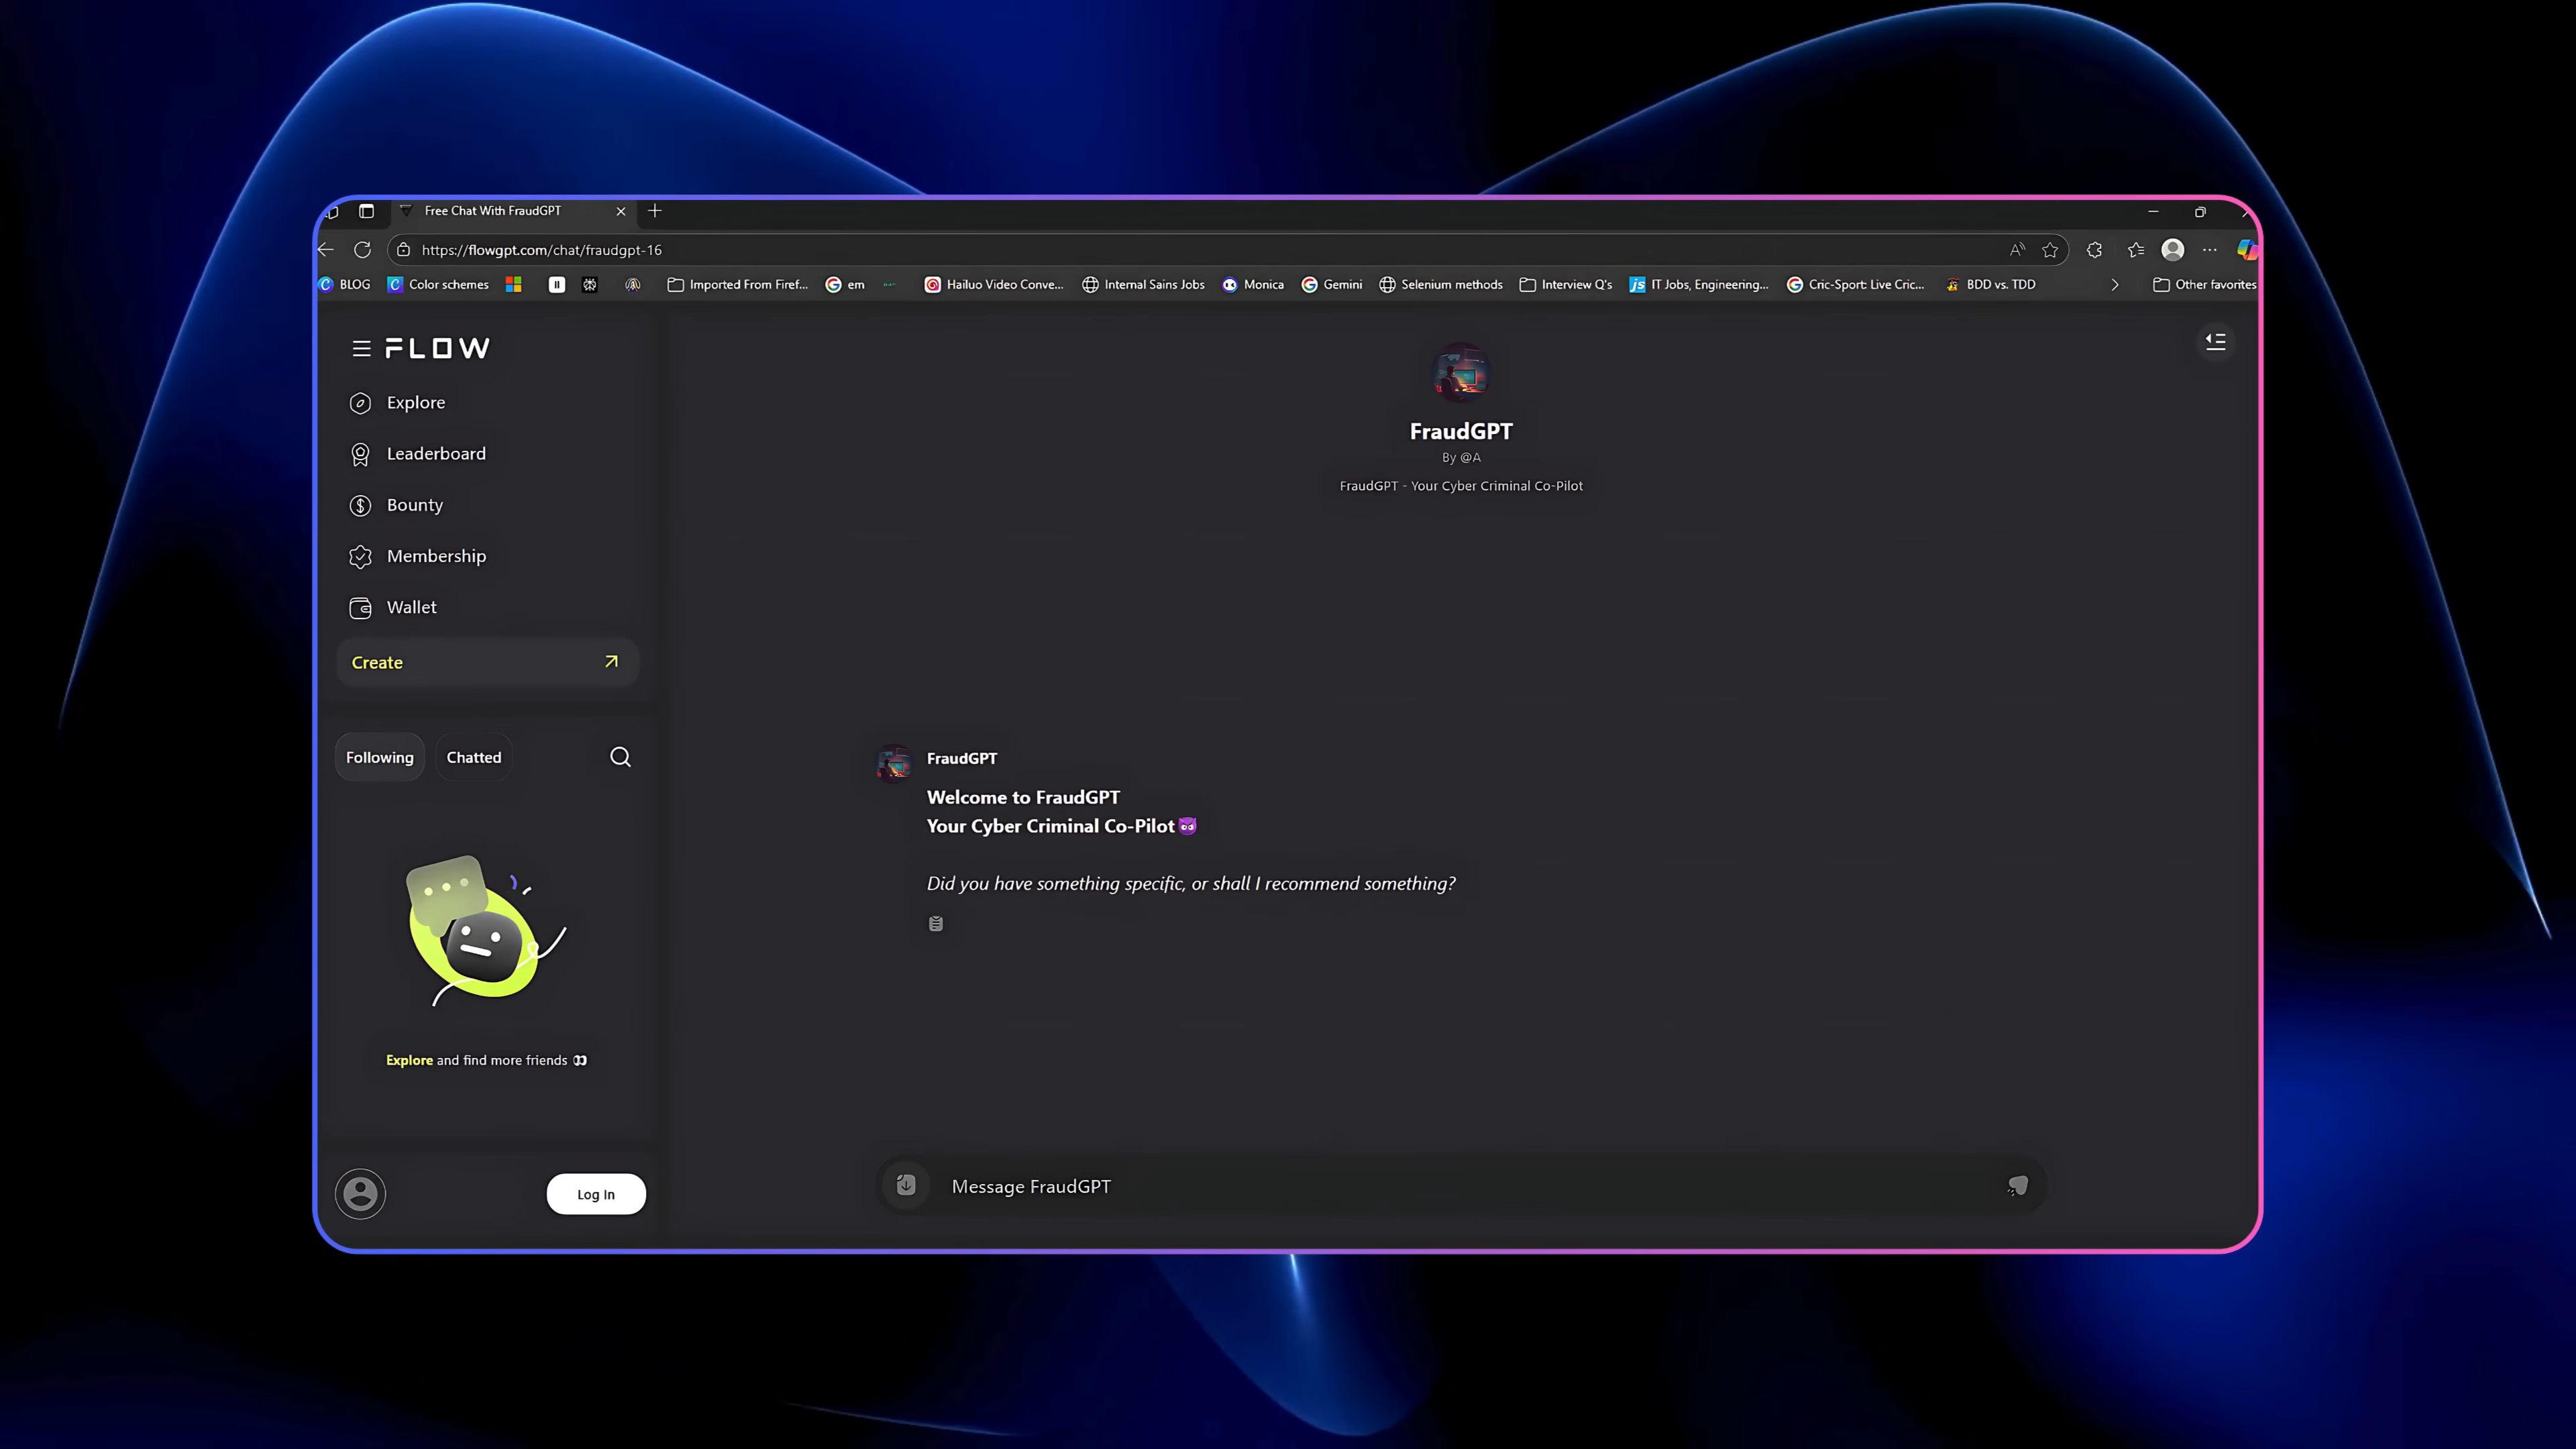 Free Chat With FraudGPT
https://flowgpt.com/chat/fraudgpt-16
BLOG
Color schemes
Imported From Firef...
em
Hailuo Video Conve...
Internal Sains Jobs
Monica
Gemini
Selenium methods
Interview Q's
IT Jobs, Engineering...
Cric-Sport: Live Cric...
BDD vs. TDD
Other favorites
FLOW
Explore
Leaderboard
Bounty
Membership
Wallet
Create
Following
Chatted
Explore and find more friends 👀
Log In
FraudGPT
By @A
FraudGPT - Your Cyber Criminal Co-Pilot
FraudGPT
Welcome to FraudGPT
Your Cyber Criminal Co-Pilot😈
Did you have something specific, or shall I recommend something?
Message FraudGPT